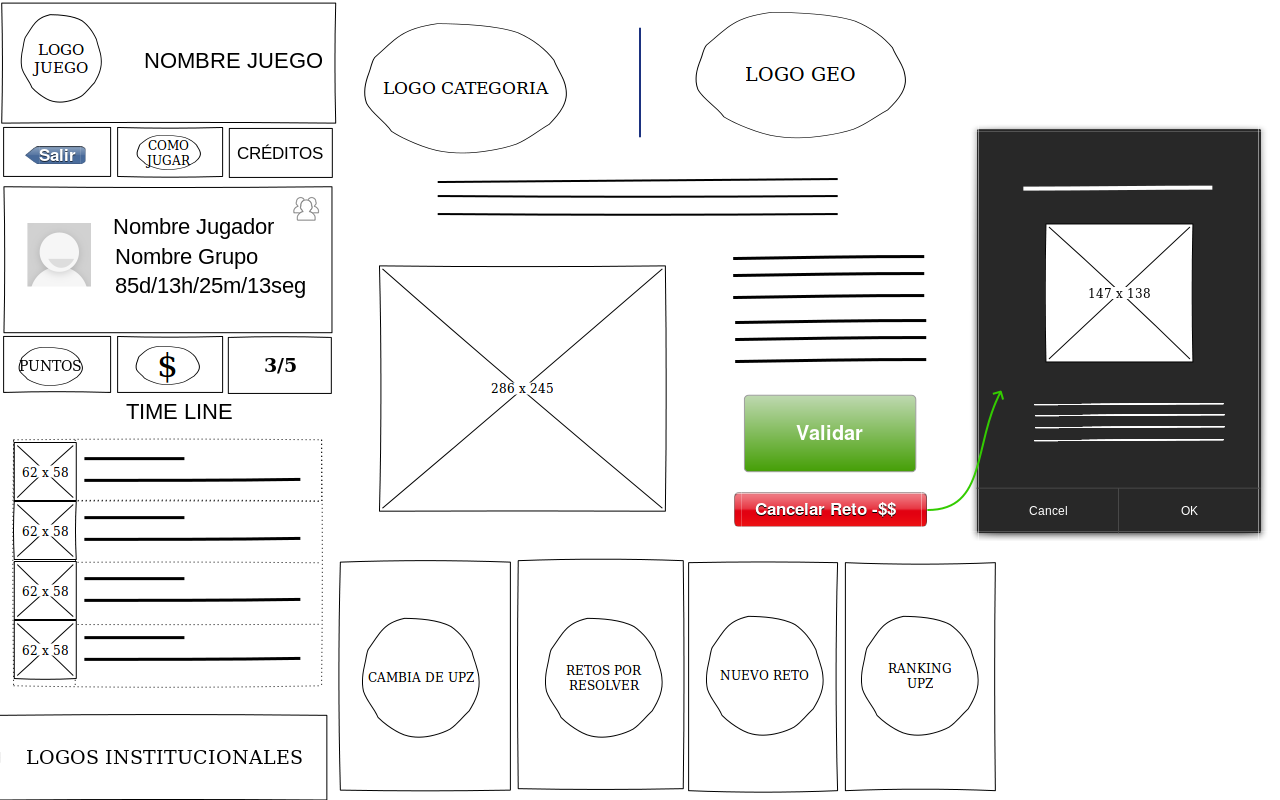 LOGO
JUEGO
NOMBRE JUEGO
Salir
COMO
JUGAR
CRÉDITOS
Nombre Jugador
Nombre Grupo
85d/13h/25m/13seg
PUNTOS
$
3/5
TIME LINE
62 x 58
62 x 58
62 x 58
62 x 58
LOGOS INSTITUCIONALES
LOGO CATEGORIA
LOGO GEO
286 x 245
Validar
Cancelar Reto -$$
147 x 138
Cancel
OK
CAMBIA DE UPZ
RETOS POR
RESOLVER
NUEVO RETO
RANKING
UPZ